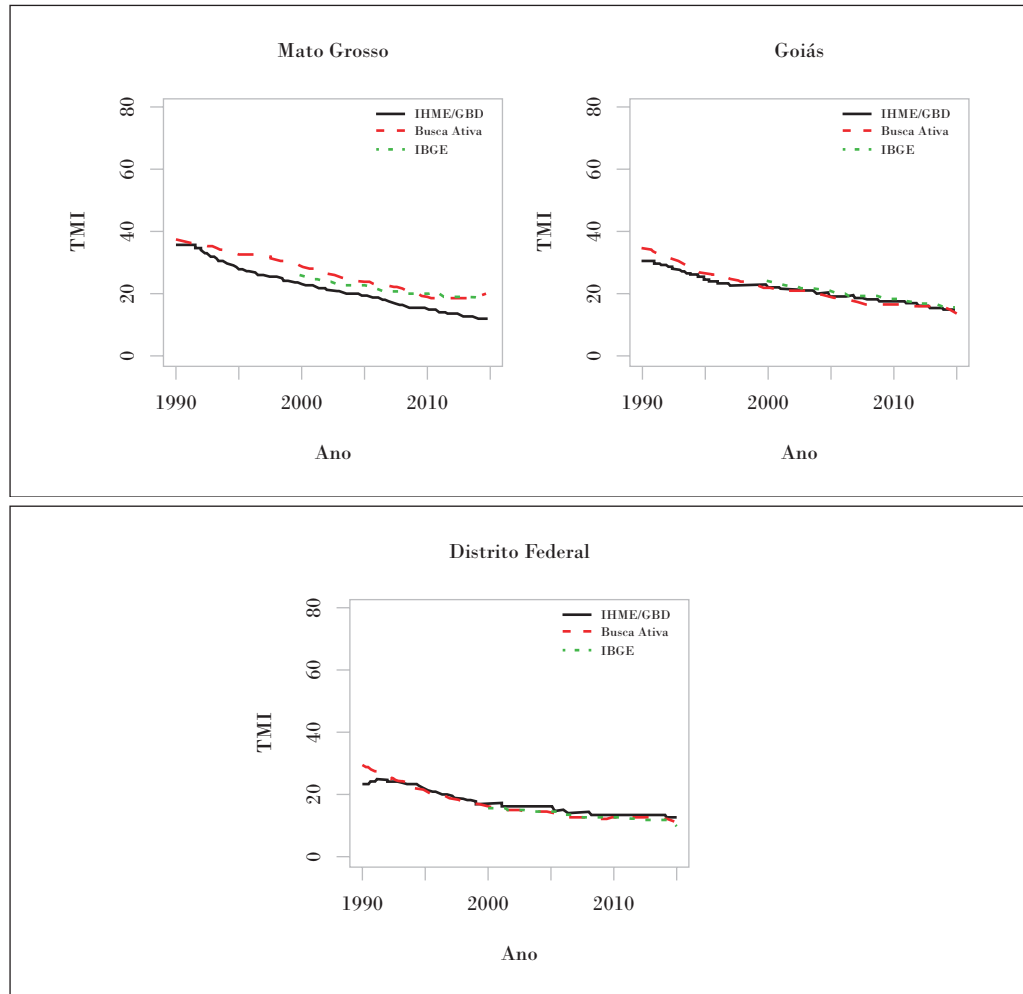 Mato Grosso
IHME/GBD
Busca Ativa
IBGE
80
60
40
20
0
TMI
1990
2000
2010
Ano
Goiás
IHME/GBD
Busca Ativa
IBGE
80
60
40
20
0
TMI
1990
2000
2010
Ano
Distrito Federal
IHME/GBD
Busca Ativa
IBGE
80
60
40
20
0
TMI
1990
2000
2010
Ano